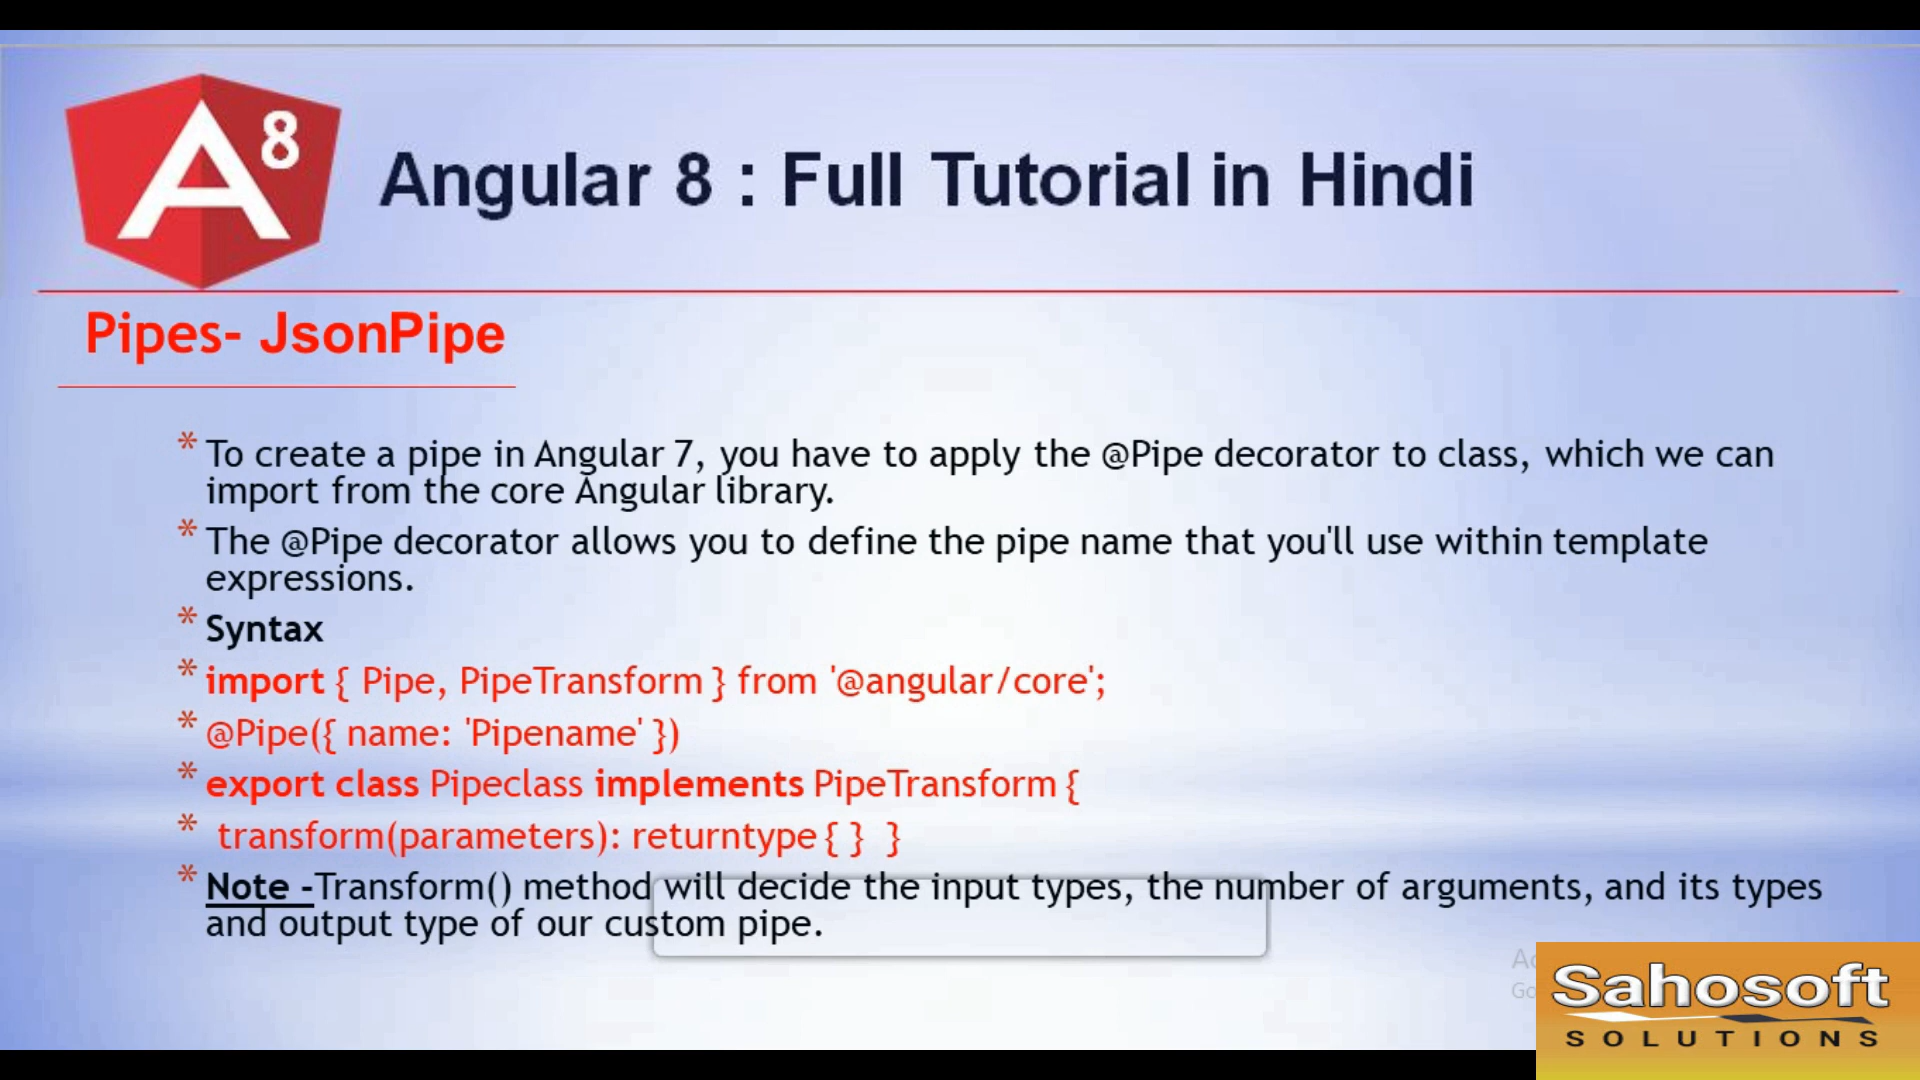 A8
Angular 8 : Full Tutorial in Hindi
Pipes- JsonPipe
* To create a pipe in Angular 7, you have to apply the @Pipe decorator to class, which we can
import from the core Angular library.
* The @Pipe decorator allows you to define the pipe name that you'll use within template
expressions.
* Syntax
* import { Pipe, PipeTransform } from '@angular/core';
* @Pipe({ name: 'Pipename' })
* export class Pipeclass implements PipeTransform {
* transform(parameters): returntype { } }
* Note -Transform() method will decide the input types, the number of arguments, and its types
and output type of our custom pipe.
Sahosoft
SOLUTIONS